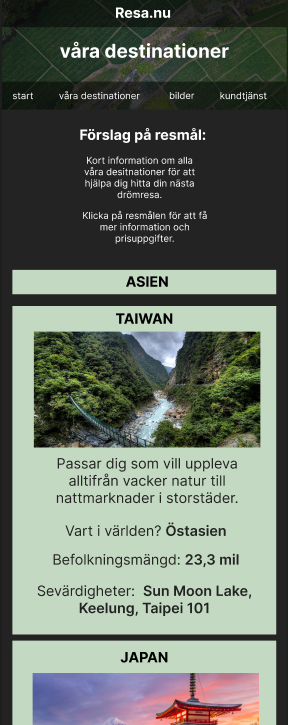 Resa.nu
våra destinationer
start våra destinationer bilder kundtjänst
Förslag på resmål:
Kort information om alla
våra desitnationer för att
hjälpa dig hitta din nästa
drömresa.
Klicka på resmålen för att få
mer information och
prisuppgifter.
ASIEN
TAIWAN
Passar dig som vill uppleva
alltifrån vacker natur till
nattmarknader i storstäder.
Vart i världen? Östasien
Befolkningsmängd: 23,3 mil
Sevärdigheter: Sun Moon Lake,
Keelung, Taipei 101
JAPAN